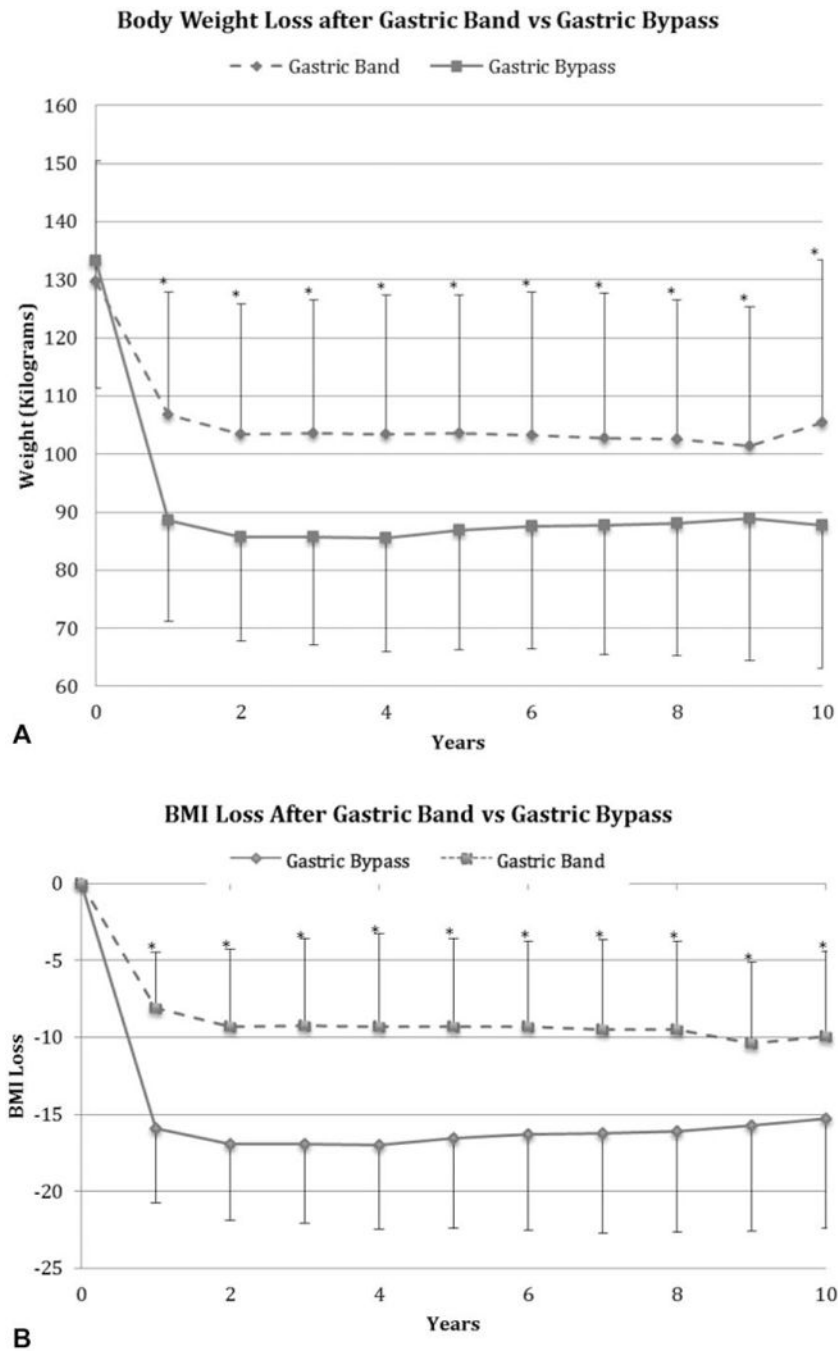 Body Weight Loss after Gastric Band vs Gastric Bypass
Gastric Band Gastric Bypass
160
150
140
130
120
110
100
90
80
70
60
Weight (Kilograms)
* * * * * * * * * *
0 2 4 6 8 10
Years
A
BMI Loss After Gastric Band vs Gastric Bypass
Gastric Bypass Gastric Band
0
-5
-10
-15
-20
-25
BMI Loss
* * * * * * * * * *
0 2 4 6 8 10
Years
B